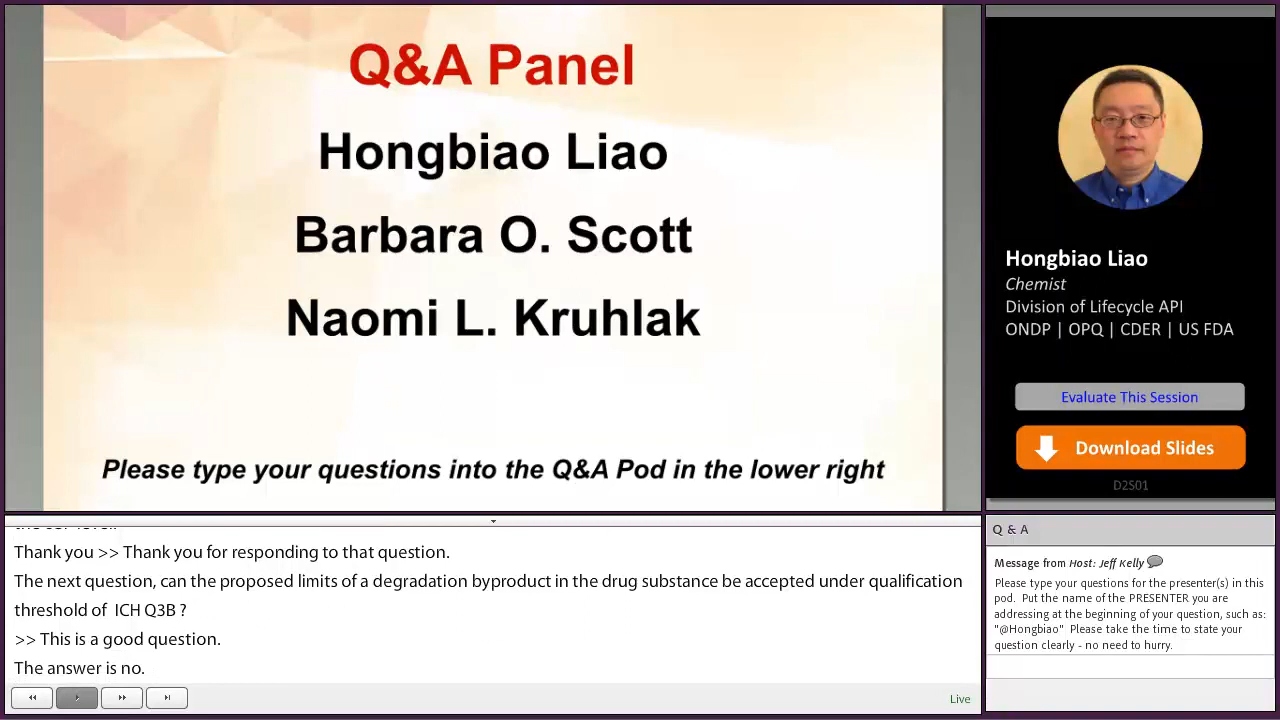 Q&A Panel
Hongbiao Liao
Barbara O. Scott
Naomi L. Kruhlak
Please type your questions into the Q&A Pod in the lower right
Hongbiao Liao
Chemist
Division of Lifecycle API
ONDP | OPQ | CDER | US FDA
Evaluate This Session
Download Slides
D2S01
Thank you >> Thank you for responding to that question.
The next question, can the proposed limits of a degradation byproduct in the drug substance be accepted under qualification
threshold of  ICH Q3B ?
>> This is a good question.
The answer is no.
Live
Q & A
Message from Host: Jeff Kelly
Please type your questions for the presenter(s) in this
pod.  Put the name of the PRESENTER you are
addressing at the beginning of your question, such as:
"@Hongbiao"  Please take the time to state your
question clearly - no need to hurry.